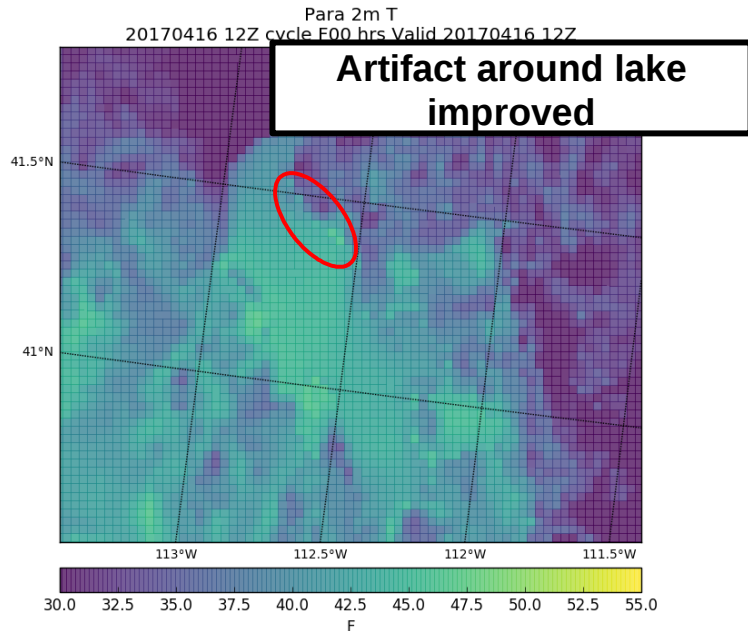 Para 2m T
20170416 12Z cycle F00 hrs Valid 20170416 12Z
Artifact around lake
improved
41.5°N
41°N
113°W 112.5°W 112°W 111.5°W
30.0 32.5 35.0 37.5 40.0 42.5 45.0 47.5 50.0 52.5 55.0
F